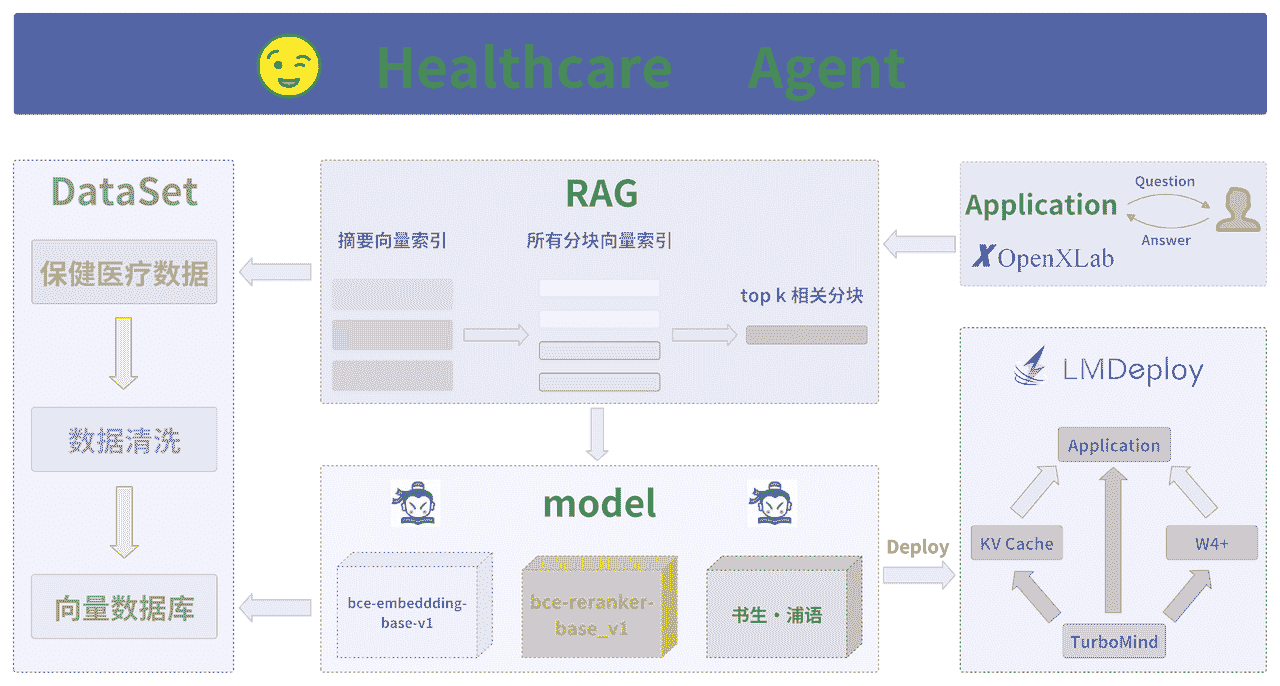 Healthcare Agent
DataSet
保健医疗数据
数据清洗
向量数据库
RAG
摘要向量索引
所有分块向量索引
top k 相关分块
model
bce-embeddding-
base-v1
bce-reranker-
base_v1
书生·浦语
Deploy
Application
Question
Answer
OpenXLab
LMDeploy
Application
KV Cache
W4+
TurboMind